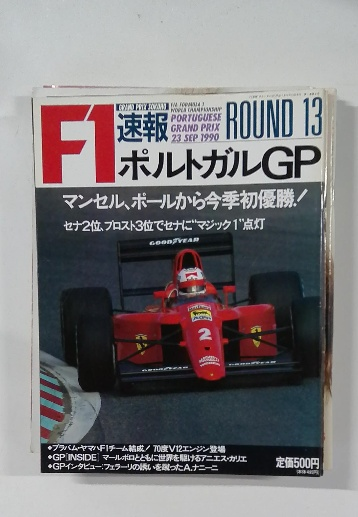 GRAND PRIX SOKUHO
FIA FORMULA 1
WORLD CHAMPIONSHIP
F1
速報
PORTUGUESE
GRAND PRIX
23 SEP 1990
ROUND 13
ポルトガルGP
マンセル、ポールから今季初優勝!
セナ2位、プロスト3位でセナに"マジック1"点灯
GOODYEAR
2
Agip
GOODYEAR
◆ブラバム・ヤマハF1チーム結成! 70度V12エンジン登場
◆GP[INSIDE] マールボロとともに世界を駆けるアニエス・カリエ
◆GPインタビュー:フェラーリの誘いを蹴ったA.ナニーニ
定価500円